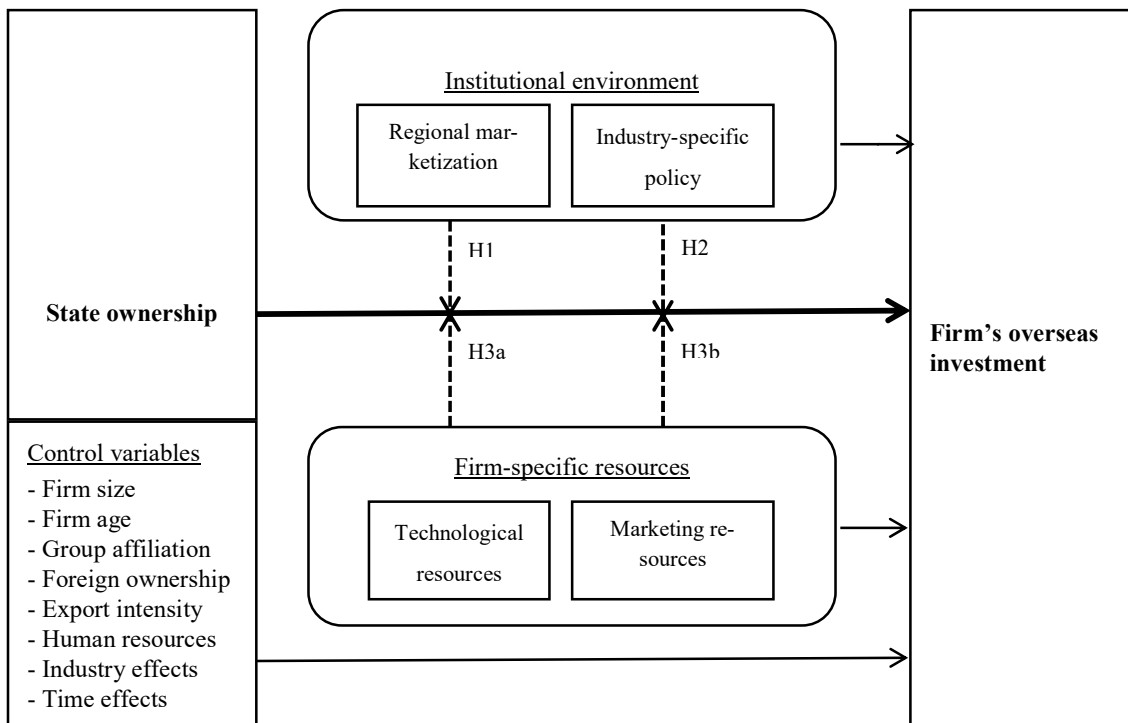 Institutional environment
Regional mar-
ketization
Industry-specific
policy
H1
H2
State ownership
Firm's overseas
investment
H3a
H3b
Control variables
- Firm size
- Firm age
- Group affiliation
- Foreign ownership
- Export intensity
- Human resources
- Industry effects
- Time effects
Firm-specific resources
Technological
resources
Marketing re-
sources